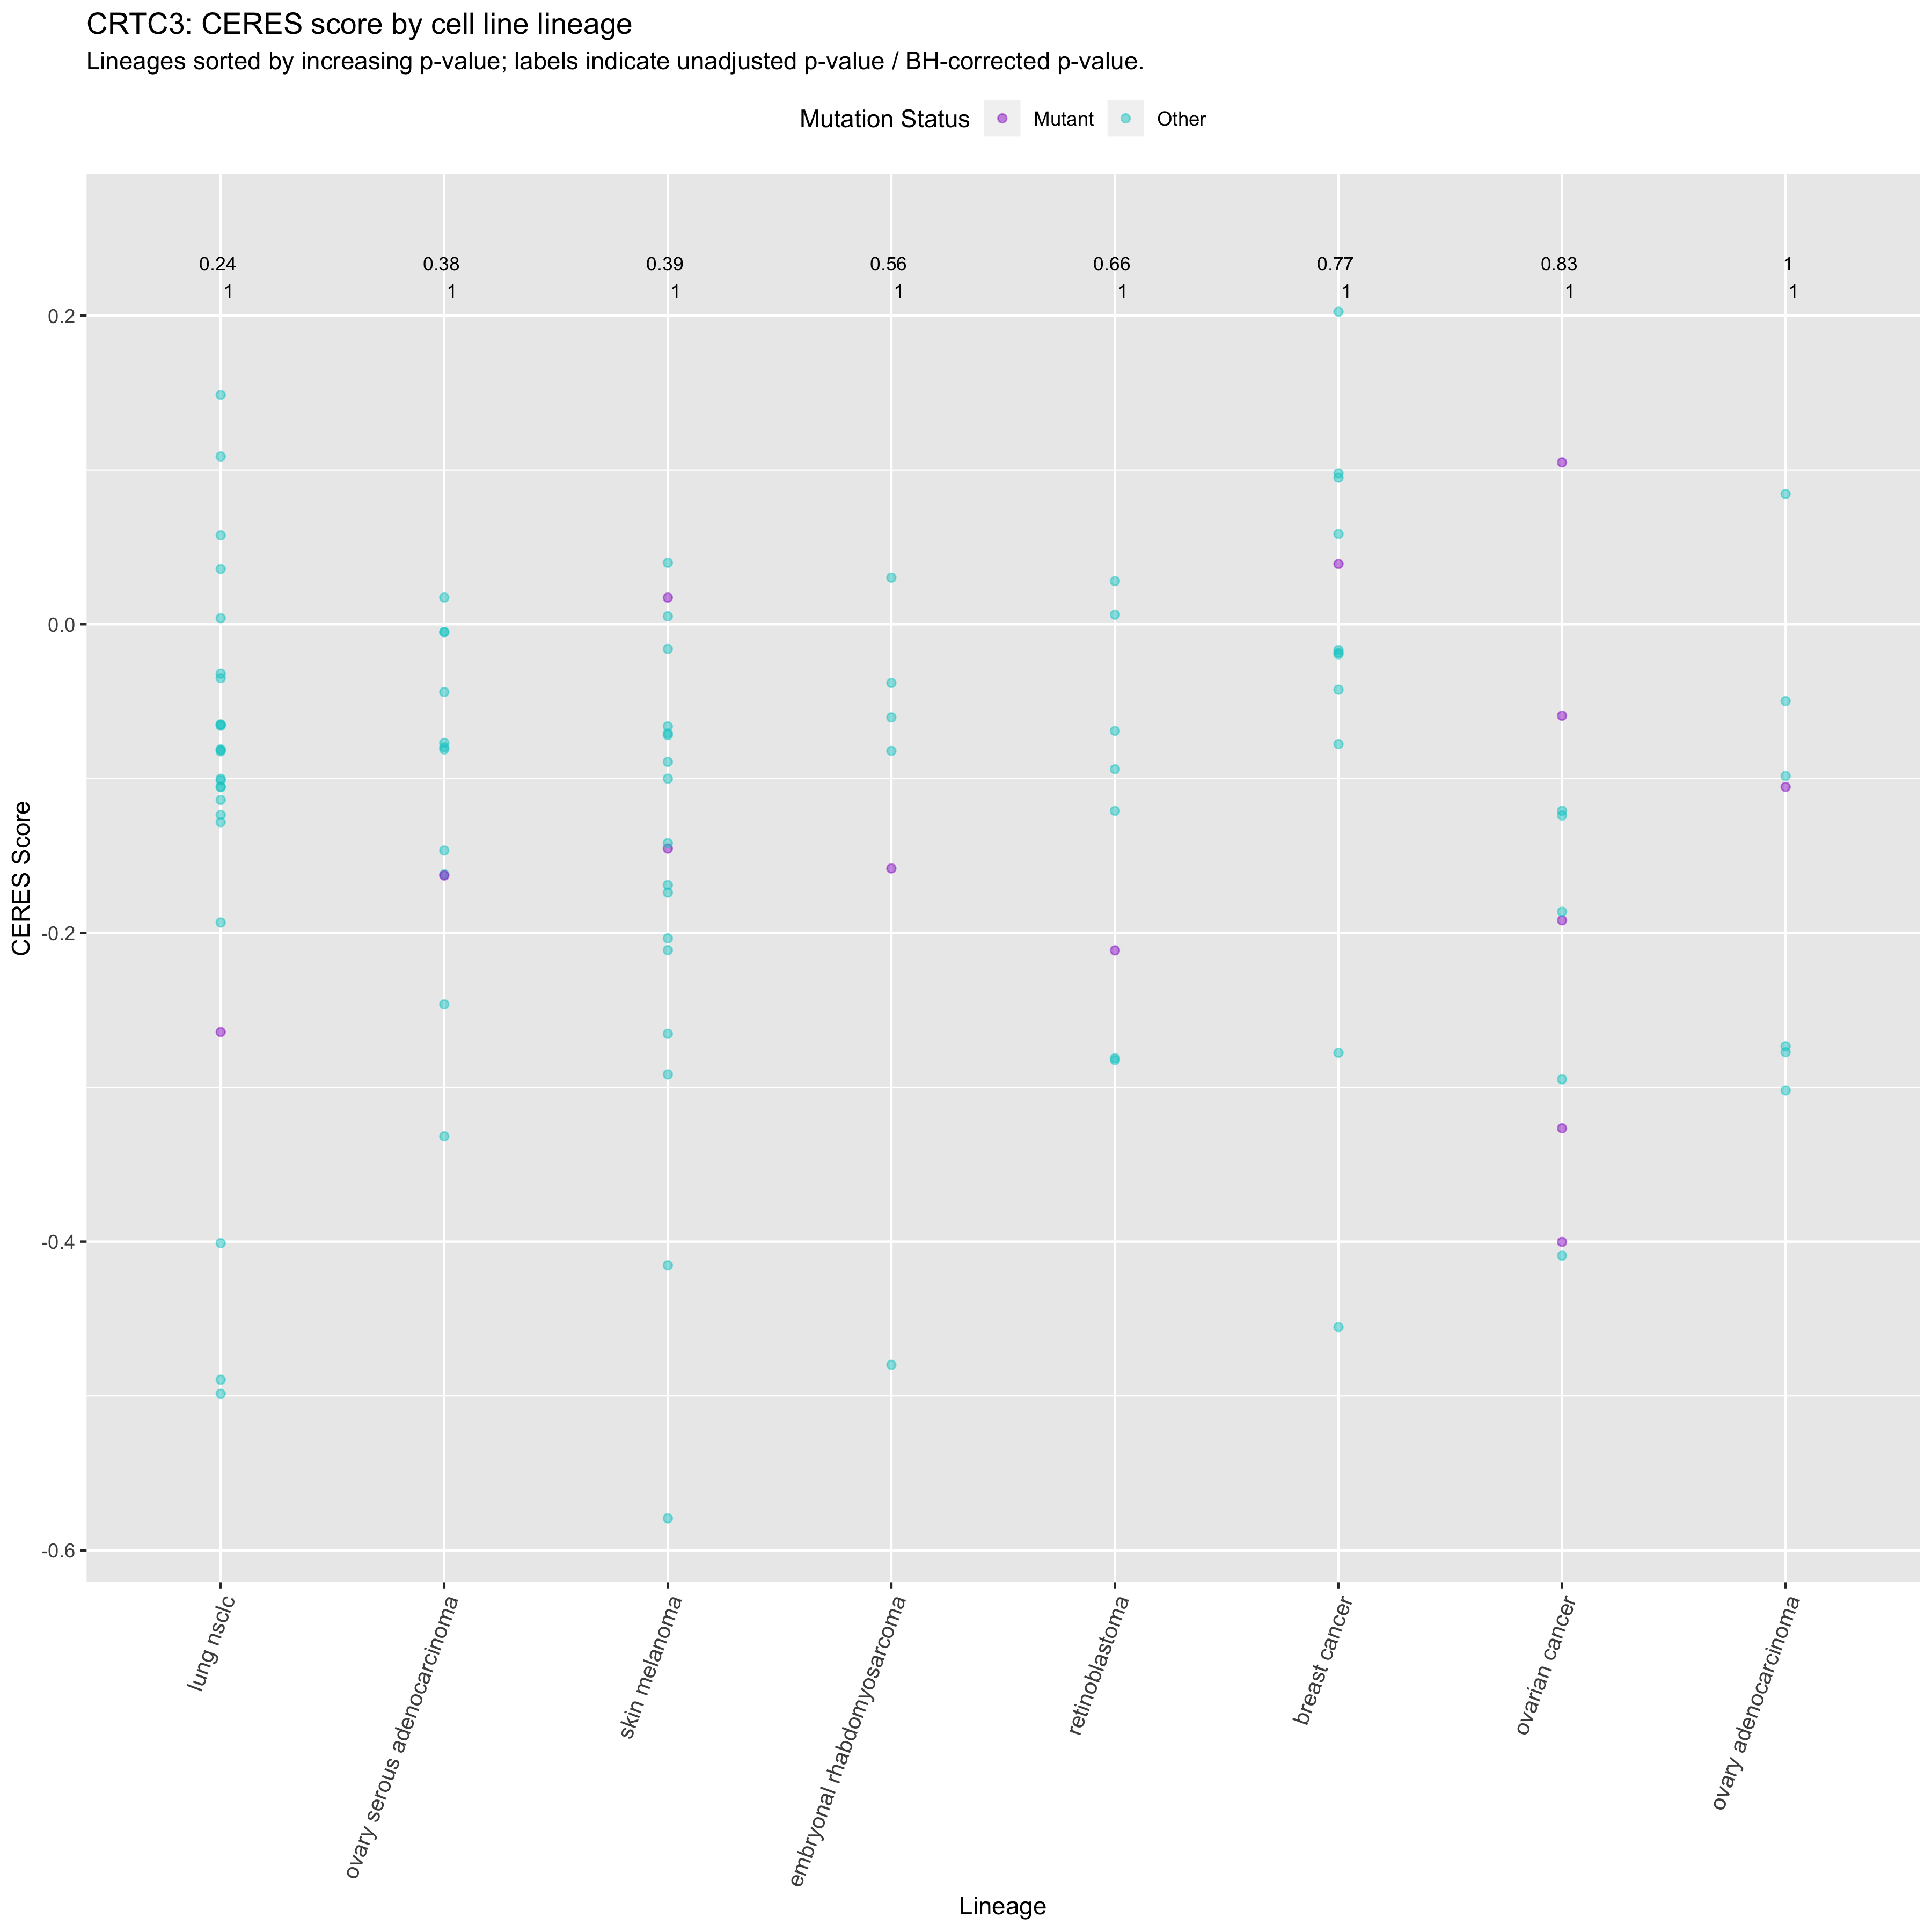 CRTC3: CERES score by cell line lineage
Lineages sorted by increasing p-value; labels indicate unadjusted p-value / BH-corrected p-value.
Mutation Status Mutant Other
0.24 0.38 0.39 0.56 0.66 0.77 0.83 1
1 1 1 1 1 1 1 1
0.2
0.0
-0.2
-0.4
-0.6
CERES Score
lung nsclc
ovary serous adenocarcinoma
skin melanoma
embryonal rhabdomyosarcoma
retinoblastoma
breast cancer
ovarian cancer
ovary adenocarcinoma
Lineage